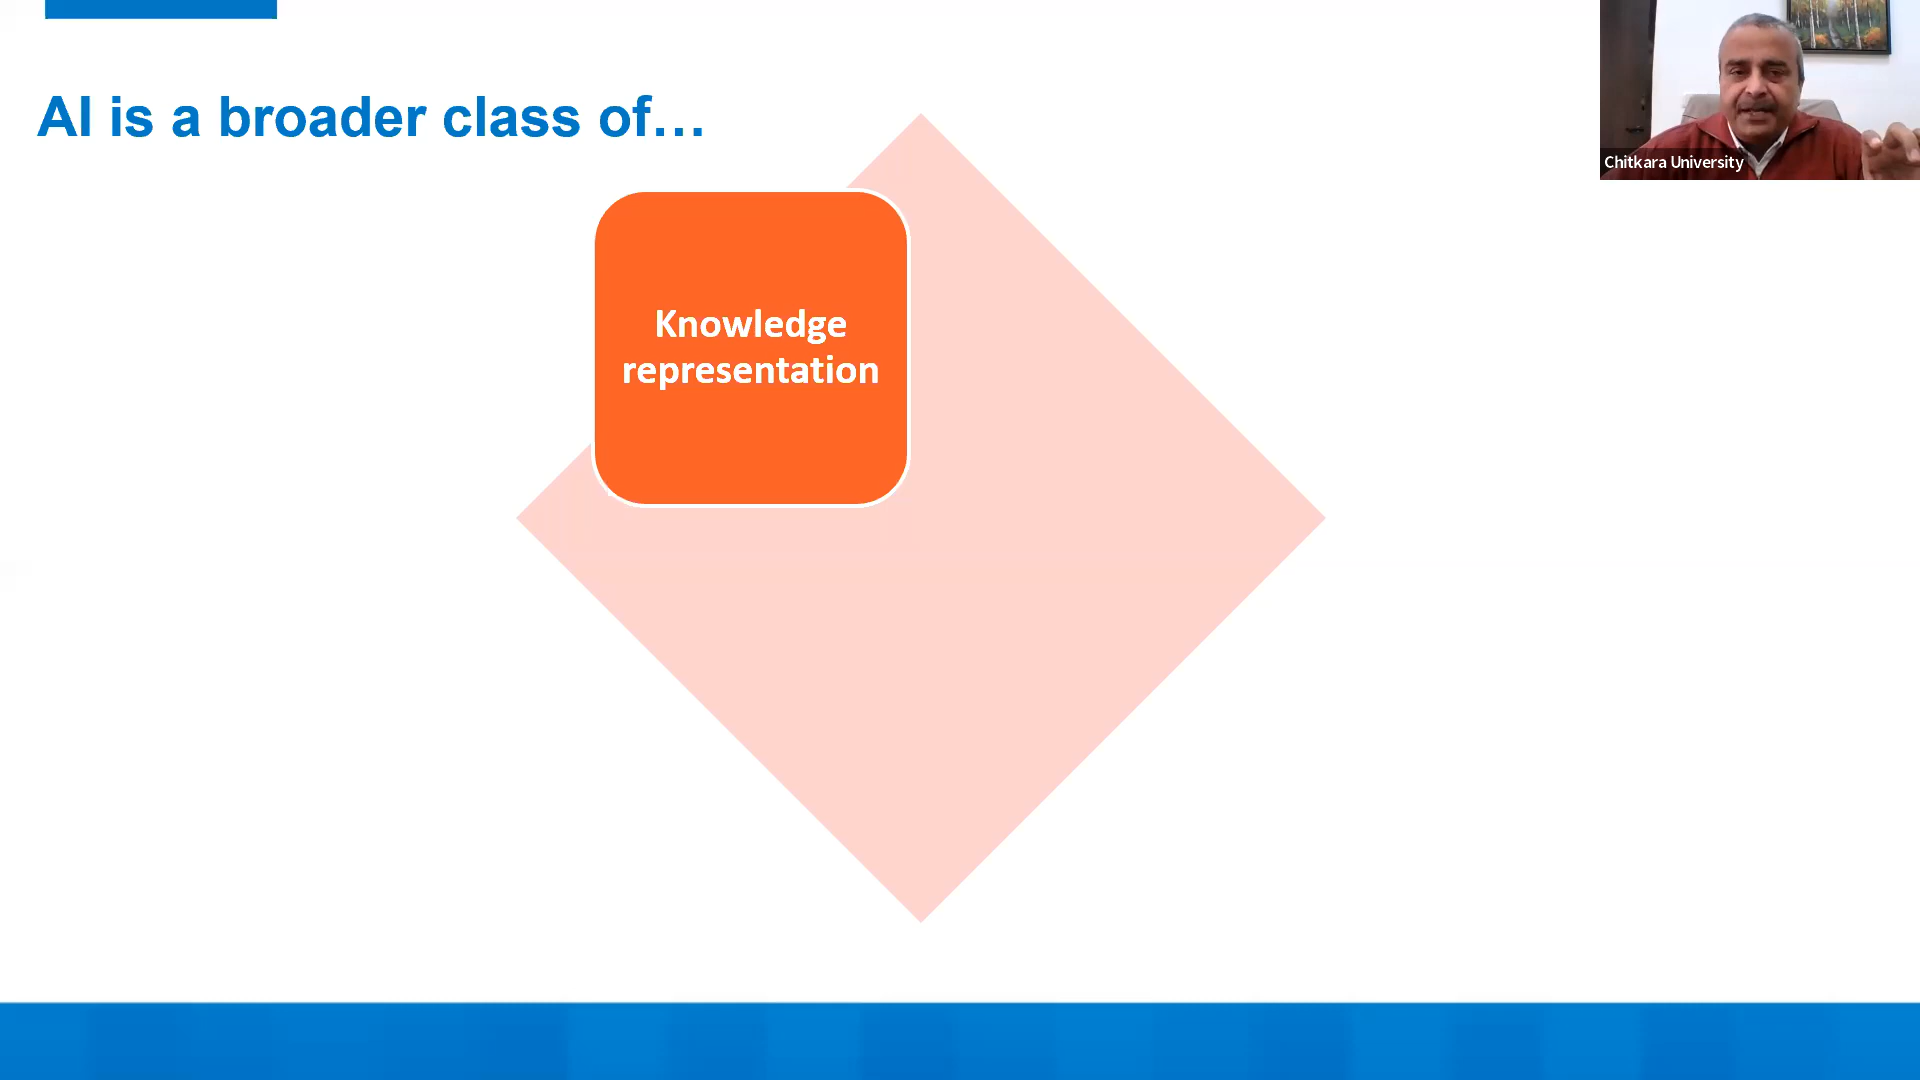 AI is a broader class of…
Knowledge
representation
Chitkara University